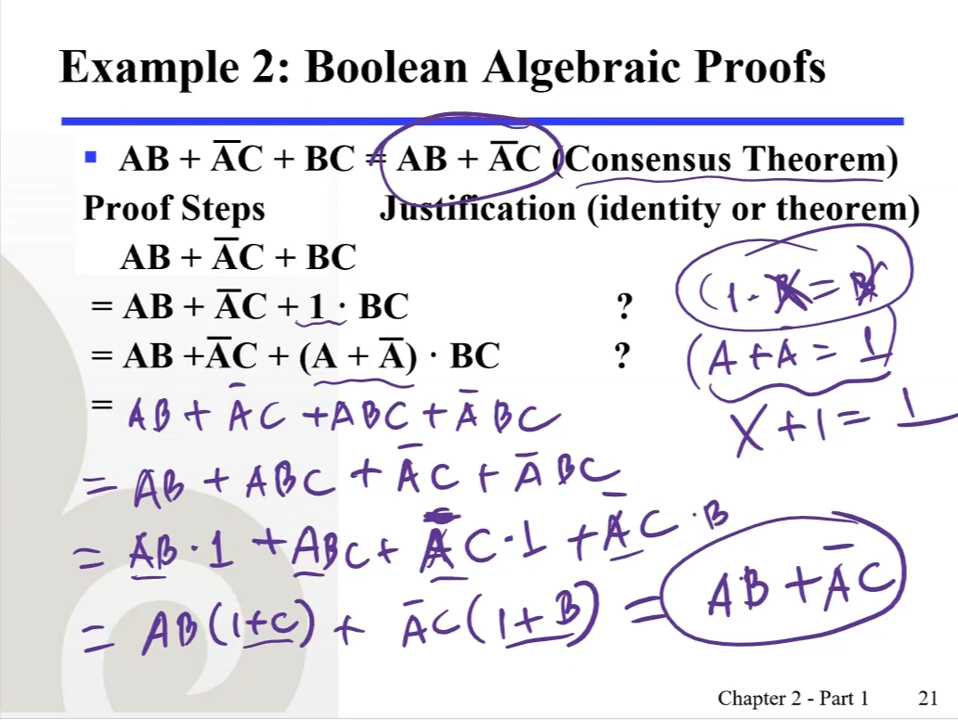 Example 2: Boolean Algebraic Proofs
▪ AB + A̅C + BC = AB + A̅C (Consensus Theorem)
Proof Steps Justification (identity or theorem)
AB + A̅C + BC
= AB + A̅C + 1 · BC ?
(1 · X = X)
= AB + A̅C + (A + A̅) · BC ?
(A + A̅ = 1)
= AB + A̅C + ABC + A̅BC
X + 1 = 1
= AB + ABC + A̅C + A̅BC
= AB · 1 + ABC + A̅C · 1 + A̅C · B
= AB(1+C) + A̅C(1+B) = AB + A̅C
Chapter 2 - Part 1 21